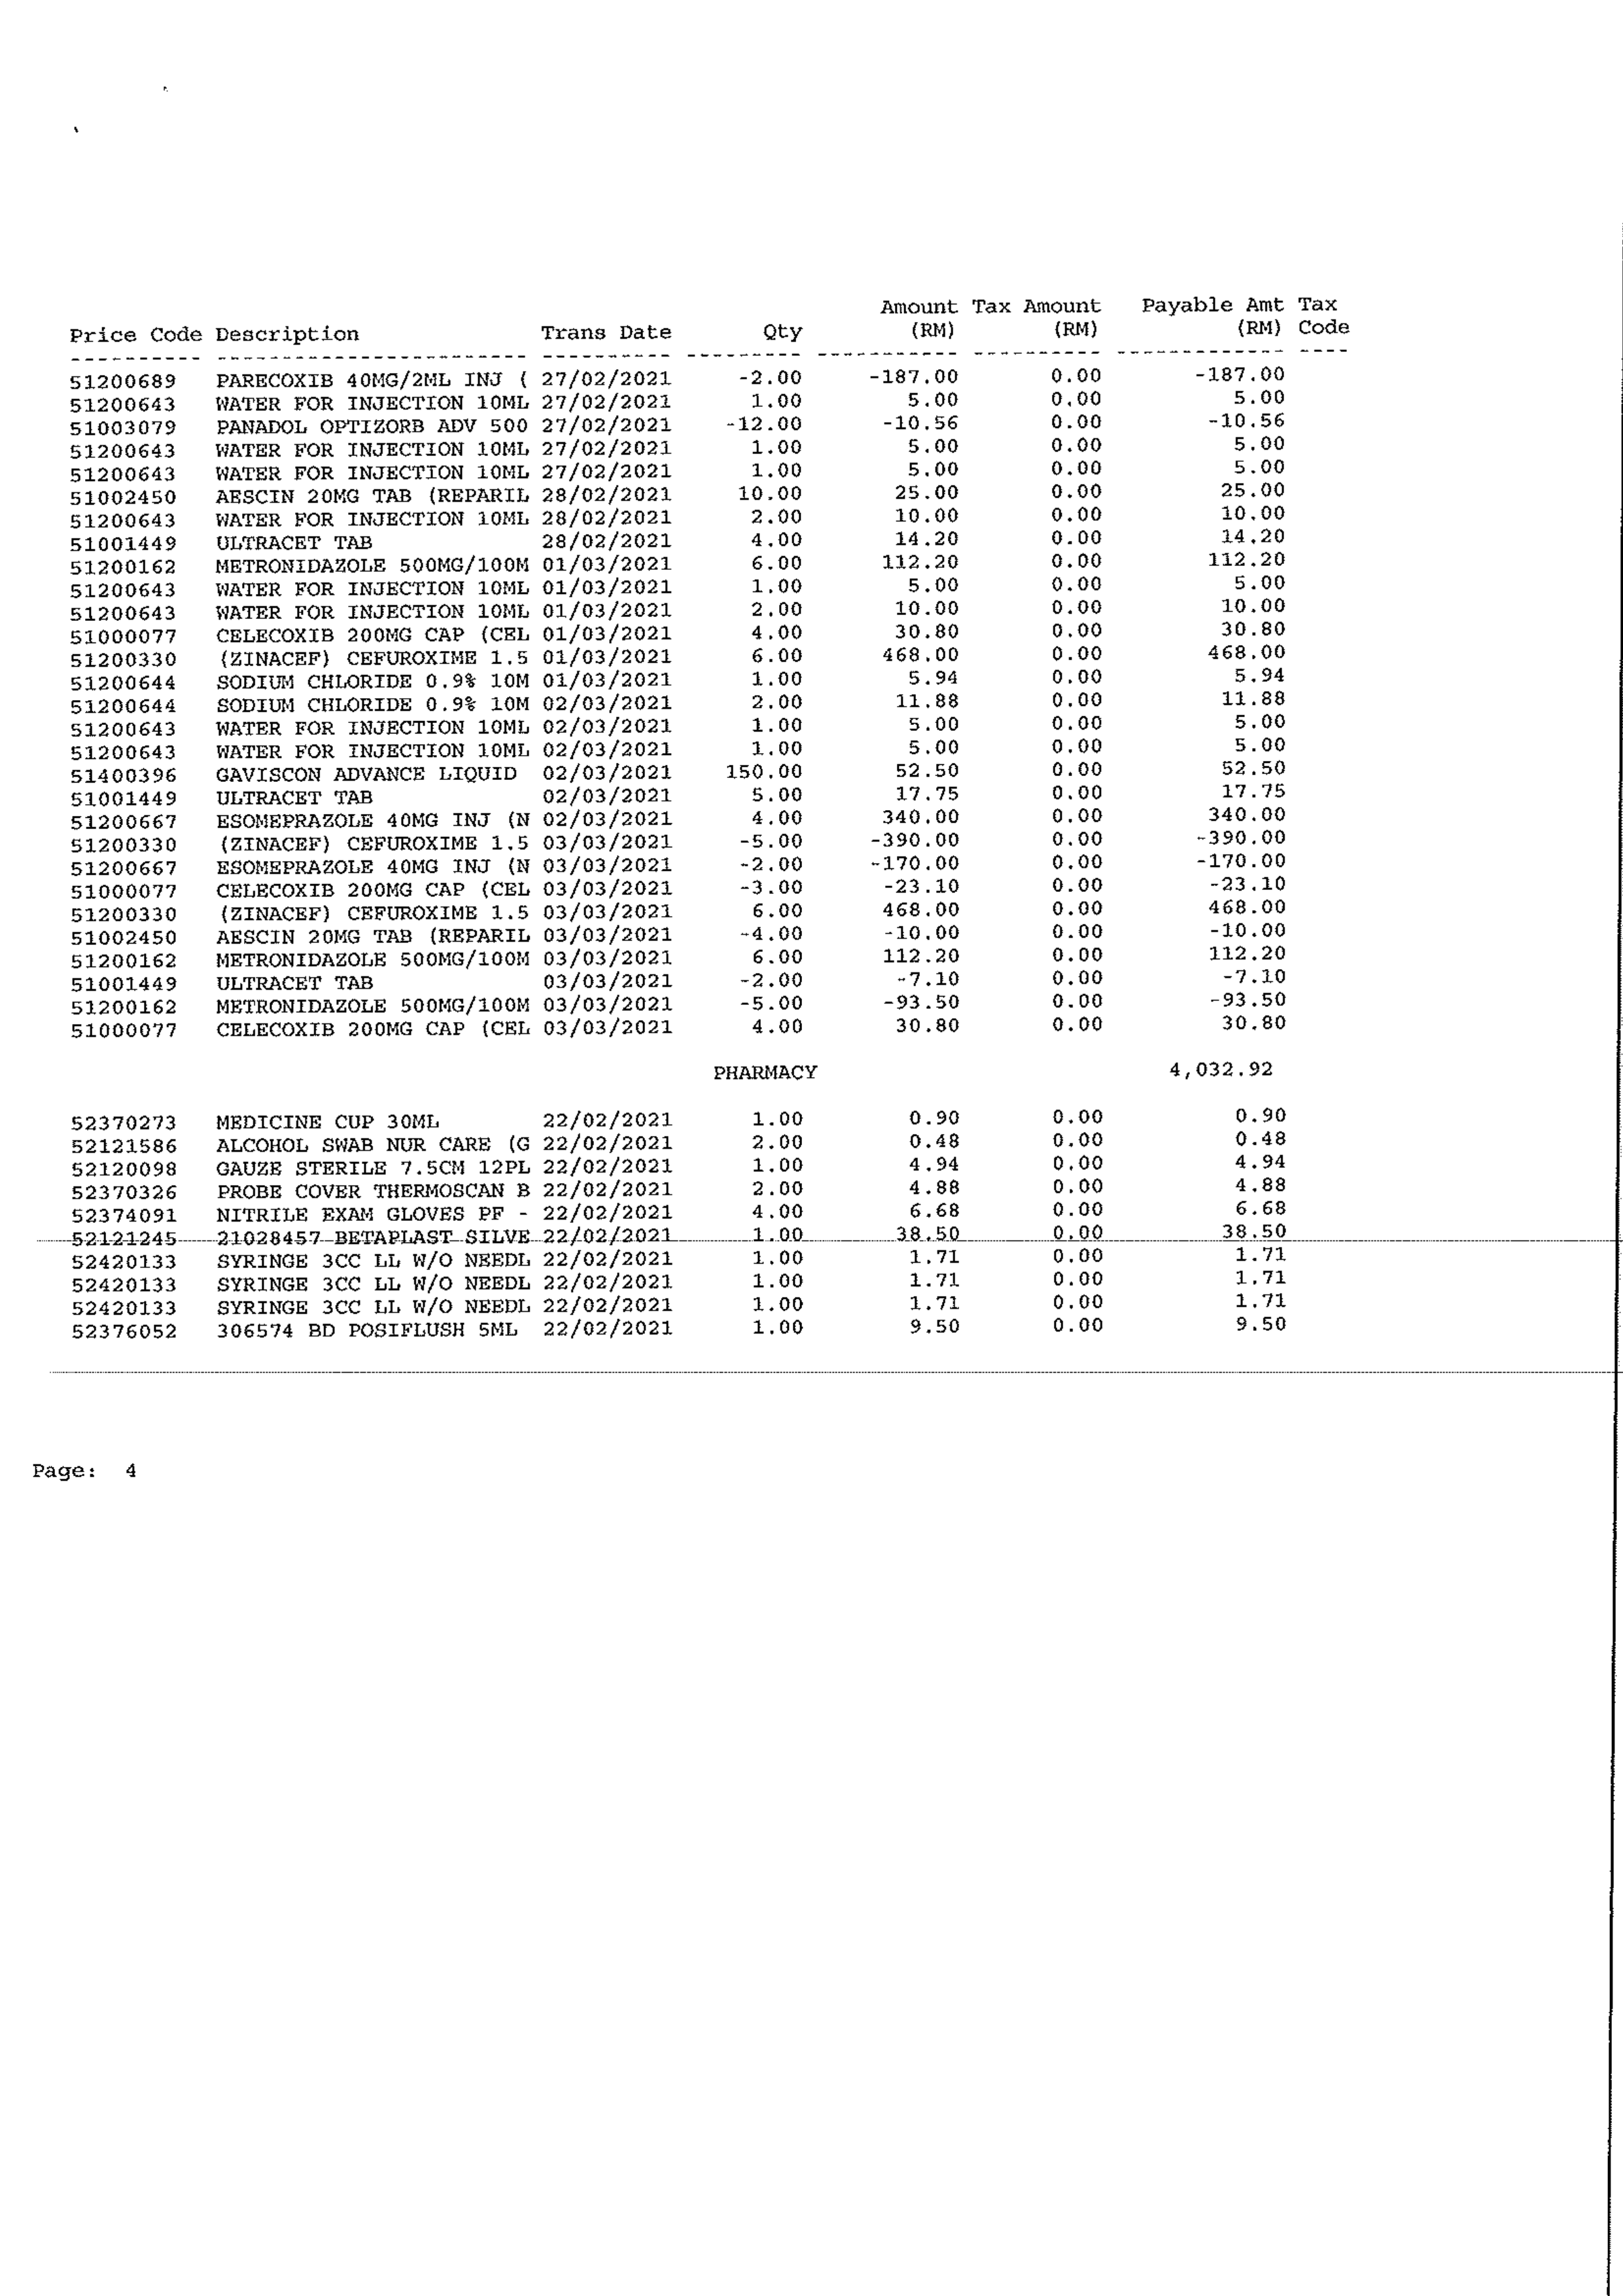 Amount Tax Amount Payable Amt Tax
Price Code Description Trans Date Qty (RM) (RM) (RM) Code
---------- ------------------------ ---------- --------- ----------- ---------- ------------- ----
51200689 PARECOXIB 40MG/2ML INJ ( 27/02/2021 -2.00 -187.00 0.00 -187.00
51200643 WATER FOR INJECTION 10ML 27/02/2021 1.00 5.00 0.00 5.00
51003079 PANADOL OPTIZORB ADV 500 27/02/2021 -12.00 -10.56 0.00 -10.56
51200643 WATER FOR INJECTION 10ML 27/02/2021 1.00 5.00 0.00 5.00
51200643 WATER FOR INJECTION 10ML 27/02/2021 1.00 5.00 0.00 5.00
51002450 AESCIN 20MG TAB (REPARIL 28/02/2021 10.00 25.00 0.00 25.00
51200643 WATER FOR INJECTION 10ML 28/02/2021 2.00 10.00 0.00 10.00
51001449 ULTRACET TAB 28/02/2021 4.00 14.20 0.00 14.20
51200162 METRONIDAZOLE 500MG/100M 01/03/2021 6.00 112.20 0.00 112.20
51200643 WATER FOR INJECTION 10ML 01/03/2021 1.00 5.00 0.00 5.00
51200643 WATER FOR INJECTION 10ML 01/03/2021 2.00 10.00 0.00 10.00
51000077 CELECOXIB 200MG CAP (CEL 01/03/2021 4.00 30.80 0.00 30.80
51200330 (ZINACEF) CEFUROXIME 1.5 01/03/2021 6.00 468.00 0.00 468.00
51200644 SODIUM CHLORIDE 0.9% 10M 01/03/2021 1.00 5.94 0.00 5.94
51200644 SODIUM CHLORIDE 0.9% 10M 02/03/2021 2.00 11.88 0.00 11.88
51200643 WATER FOR INJECTION 10ML 02/03/2021 1.00 5.00 0.00 5.00
51200643 WATER FOR INJECTION 10ML 02/03/2021 1.00 5.00 0.00 5.00
51400396 GAVISCON ADVANCE LIQUID 02/03/2021 150.00 52.50 0.00 52.50
51001449 ULTRACET TAB 02/03/2021 5.00 17.75 0.00 17.75
51200667 ESOMEPRAZOLE 40MG INJ (N 02/03/2021 4.00 340.00 0.00 340.00
51200330 (ZINACEF) CEFUROXIME 1.5 03/03/2021 -5.00 -390.00 0.00 -390.00
51200667 ESOMEPRAZOLE 40MG INJ (N 03/03/2021 -2.00 -170.00 0.00 -170.00
51000077 CELECOXIB 200MG CAP (CEL 03/03/2021 -3.00 -23.10 0.00 -23.10
51200330 (ZINACEF) CEFUROXIME 1.5 03/03/2021 6.00 468.00 0.00 468.00
51002450 AESCIN 20MG TAB (REPARIL 03/03/2021 -4.00 -10.00 0.00 -10.00
51200162 METRONIDAZOLE 500MG/100M 03/03/2021 6.00 112.20 0.00 112.20
51001449 ULTRACET TAB 03/03/2021 -2.00 -7.10 0.00 -7.10
51200162 METRONIDAZOLE 500MG/100M 03/03/2021 -5.00 -93.50 0.00 -93.50
51000077 CELECOXIB 200MG CAP (CEL 03/03/2021 4.00 30.80 0.00 30.80
PHARMACY 4,032.92
52370273 MEDICINE CUP 30ML 22/02/2021 1.00 0.90 0.00 0.90
52121586 ALCOHOL SWAB NUR CARE (G 22/02/2021 2.00 0.48 0.00 0.48
52120098 GAUZE STERILE 7.5CM 12PL 22/02/2021 1.00 4.94 0.00 4.94
52370326 PROBE COVER THERMOSCAN B 22/02/2021 2.00 4.88 0.00 4.88
52374091 NITRILE EXAM GLOVES PF - 22/02/2021 4.00 6.68 0.00 6.68
52121245 21028457 BETAPLAST SILVE 22/02/2021 1.00 38.50 0.00 38.50
52420133 SYRINGE 3CC LL W/O NEEDL 22/02/2021 1.00 1.71 0.00 1.71
52420133 SYRINGE 3CC LL W/O NEEDL 22/02/2021 1.00 1.71 0.00 1.71
52420133 SYRINGE 3CC LL W/O NEEDL 22/02/2021 1.00 1.71 0.00 1.71
52376052 306574 BD POSIFLUSH 5ML 22/02/2021 1.00 9.50 0.00 9.50
Page: 4